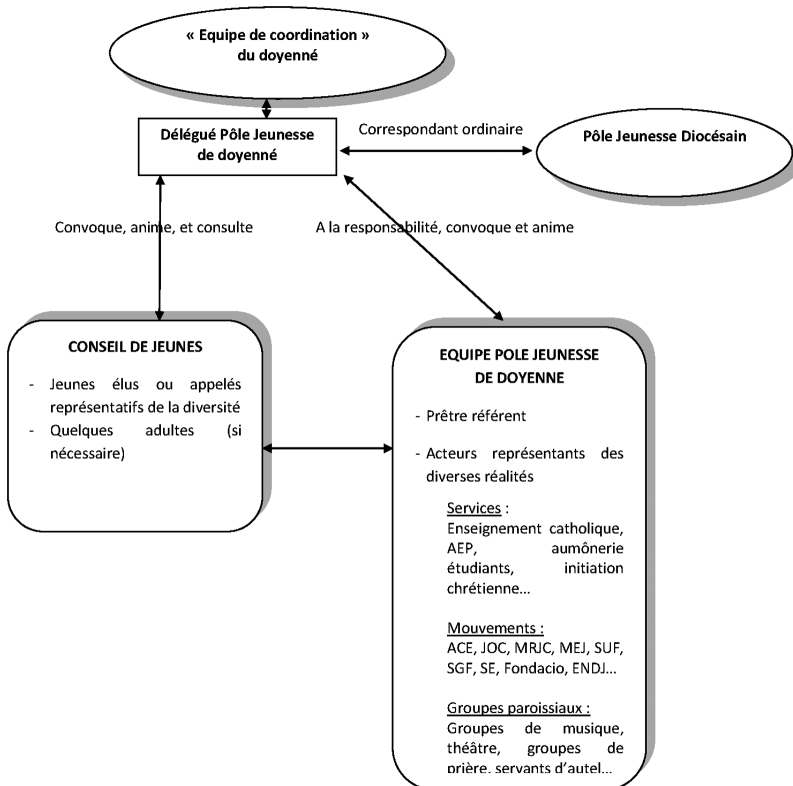 « Equipe de coordination »
du doyenné
Délégué Pôle Jeunesse
de doyenné
Correspondant ordinaire
Pôle Jeunesse Diocésain
Convoque, anime, et consulte
A la responsabilité, convoque et anime
CONSEIL DE JEUNES
- Jeunes élus ou appelés
représentatifs de la diversité
- Quelques adultes (si
nécessaire)
EQUIPE POLE JEUNESSE
DE DOYENNE
- Prêtre référent
- Acteurs représentants des
diverses réalités
Services :
Enseignement catholique,
AEP, aumônerie
étudiants, initiation
chrétienne...
Mouvements :
ACE, JOC, MRJC, MEJ, SUF,
SGF, SE, Fondacio, ENDJ...
Groupes paroissiaux :
Groupes de musique,
théâtre, groupes de
prière, servants d'autel...